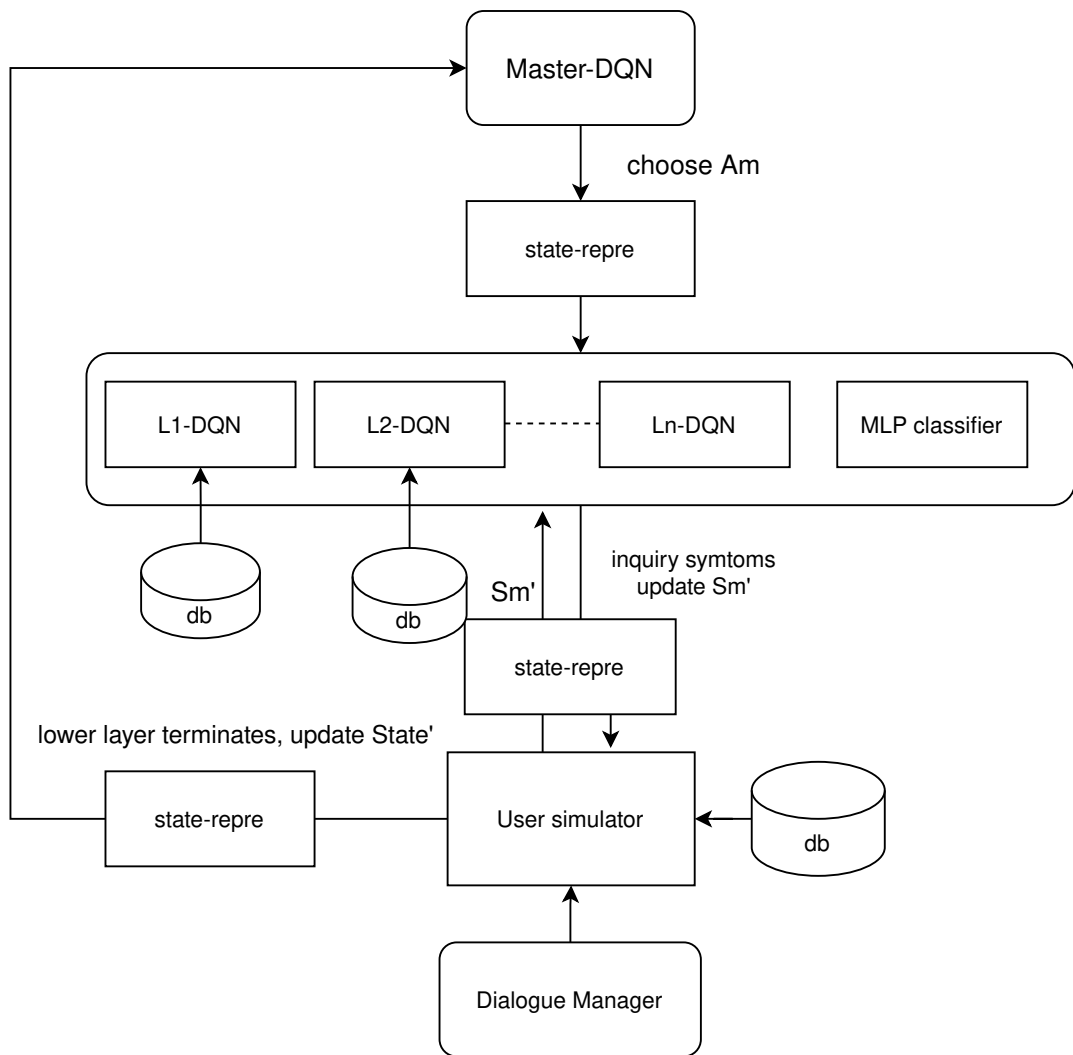 Master-DQN
choose Am
state-repre
L1-DQN
L2-DQN
Ln-DQN
MLP classifier
db
db
Sm'
inquiry symtoms
update Sm'
state-repre
lower layer terminates, update State'
state-repre
User simulator
db
Dialogue Manager